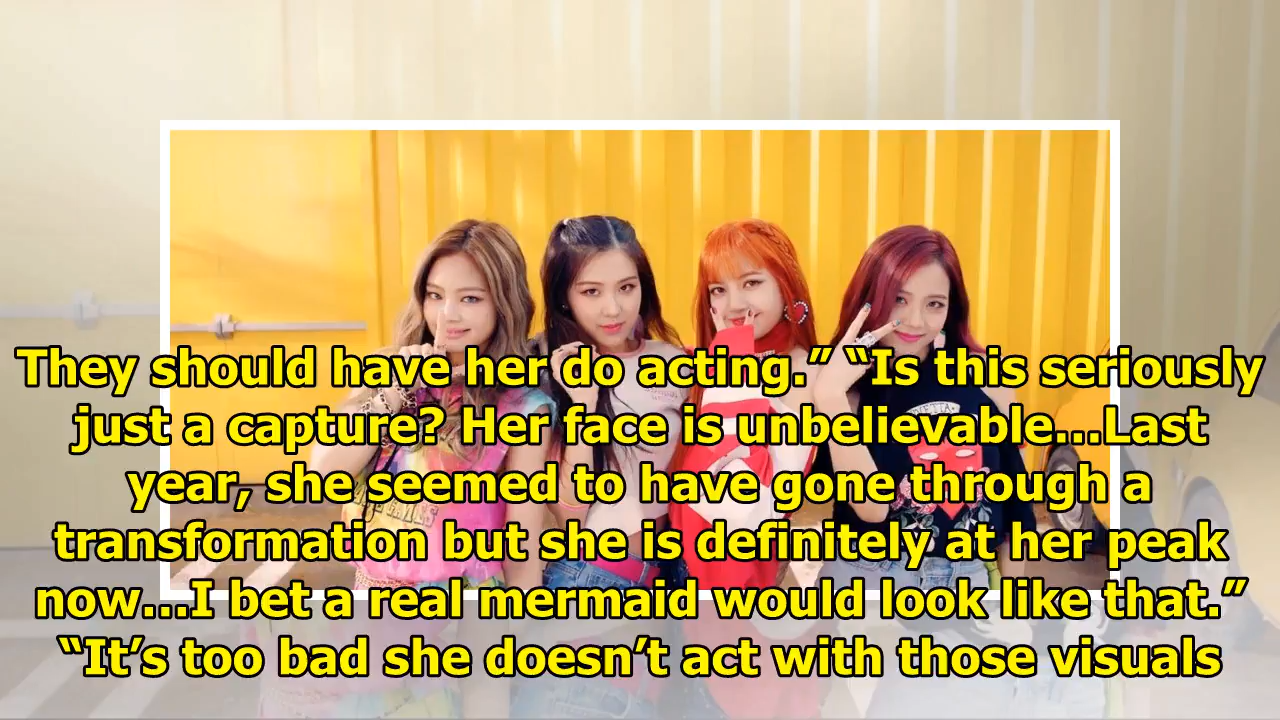 They should have her do acting.” “Is this seriously
just a capture? Her face is unbelievable...Last
year, she seemed to have gone through a
transformation but she is definitely at her peak
now...I bet a real mermaid would look like that.”
“It’s too bad she doesn’t act with those visuals